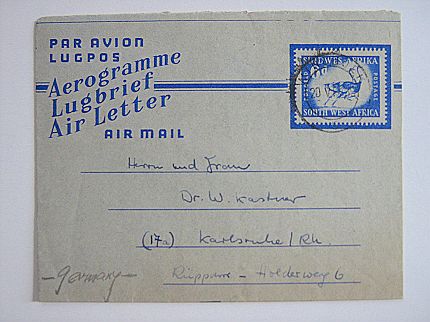 PAR AVION
LUGPOS
Aerogramme
Lugbrief
Air Letter
AIR MAIL
SUIDWES-AFRIKA
POSTAGE
SOUTH WEST AFRICA
20
Herrn und Frau
Dr. W. Kastner
(17a) Karlsruhe/Rh.
Rüppurr - Holderweg 6
- Germany -